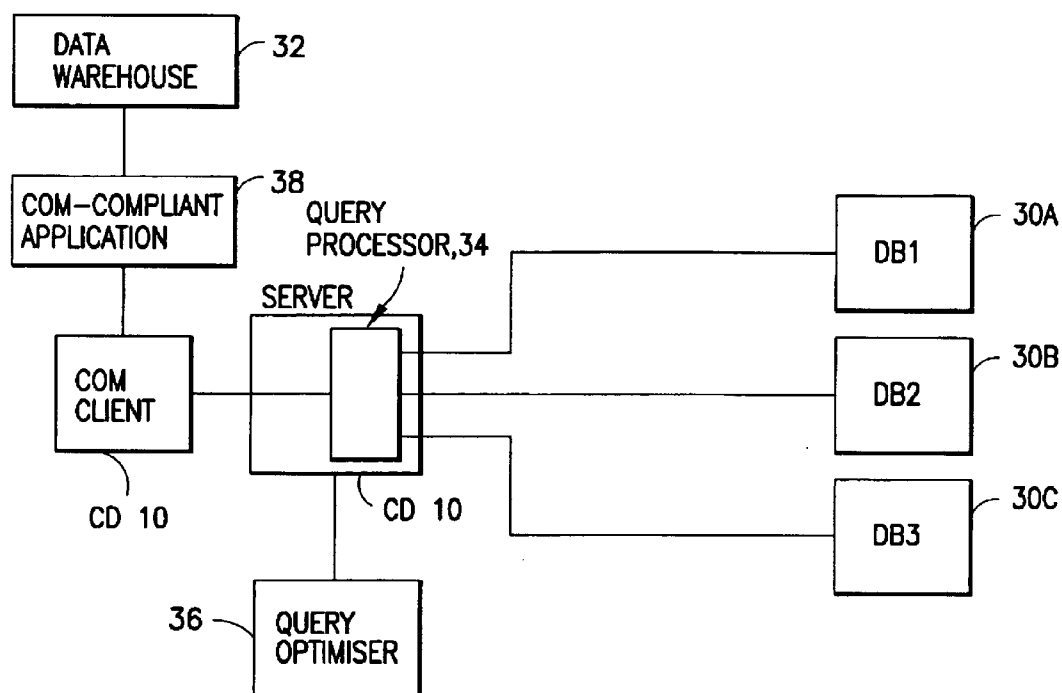 DATA
WAREHOUSE
32
COM-COMPLIANT
APPLICATION
38
QUERY
PROCESSOR,34
SERVER
COM
CLIENT
CD 10
CD 10
36
QUERY
OPTIMISER
DB1
30A
DB2
30B
DB3
30C